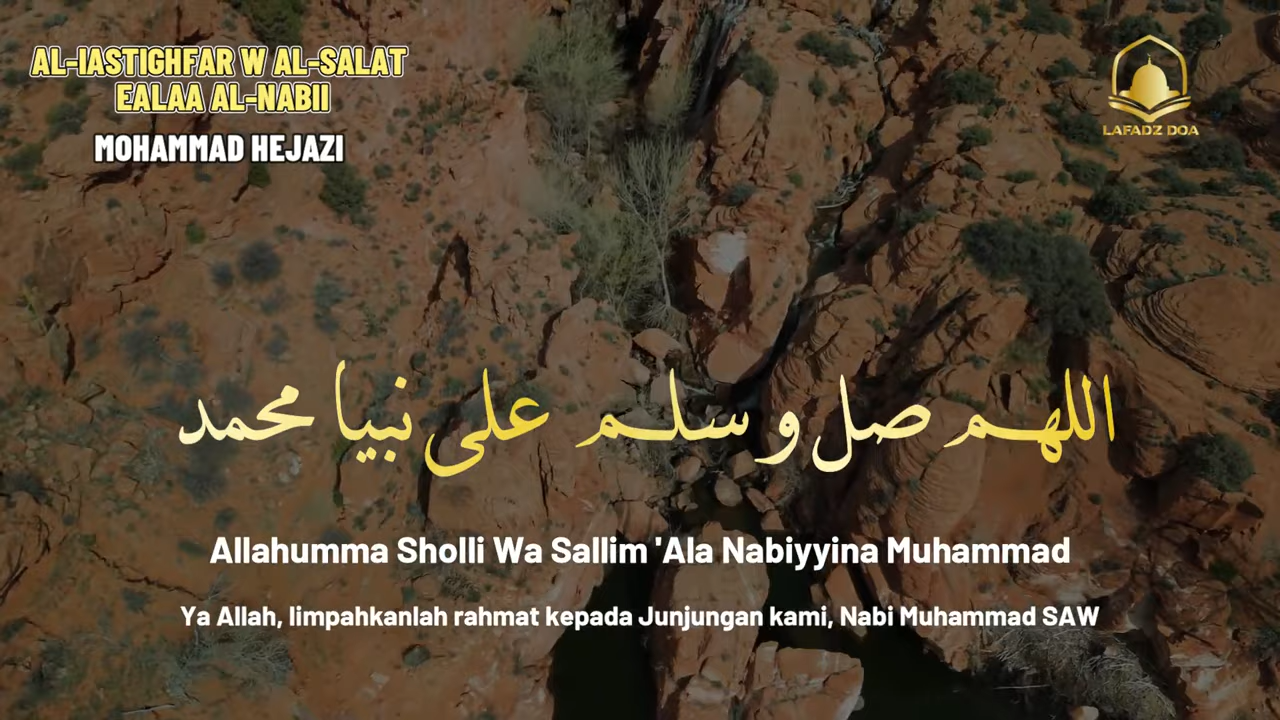 AL-IASTIGHFAR W AL-SALAT
EALAA AL-NABII
MOHAMMAD HEJAZI
LAFADZ DOA
اللهم صل و سلم على نبيا محمد
Allahumma Sholli Wa Sallim 'Ala Nabiyyina Muhammad
Ya Allah, limpahkanlah rahmat kepada Junjungan kami, Nabi Muhammad SAW